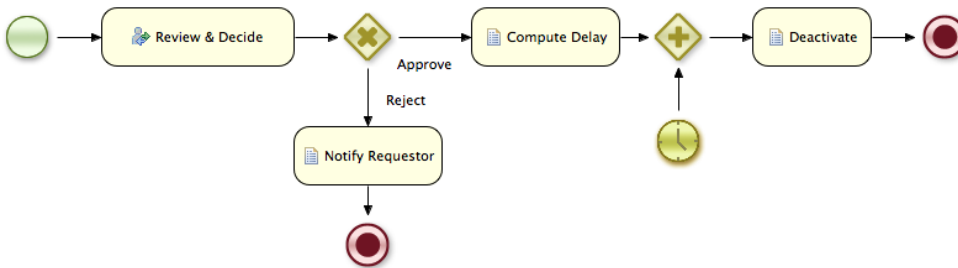 Review & Decide
Approve
Compute Delay
Deactivate
Reject
Notify Requestor